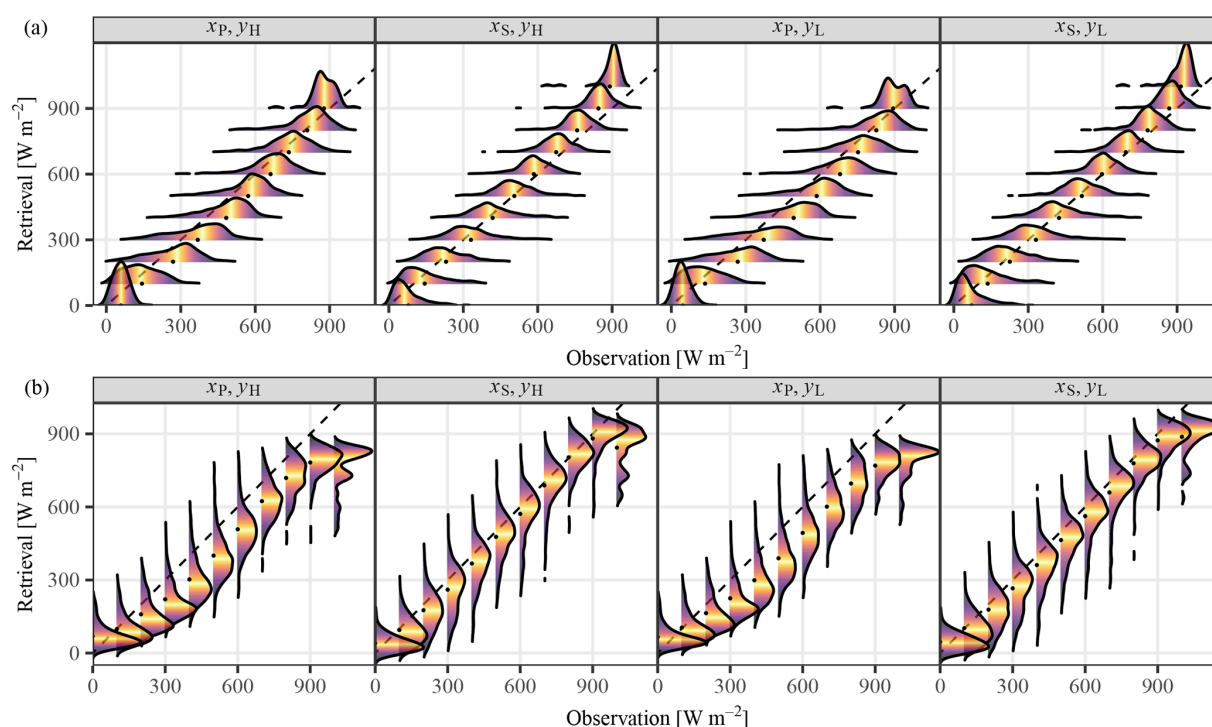 (a)
x_P, y_H x_S, y_H x_P, y_L x_S, y_L
Retrieval [W m⁻²]
900
600
300
0
0 300 600 900 0 300 600 900 0 300 600 900 0 300 600 900
Observation [W m⁻²]
(b)
x_P, y_H x_S, y_H x_P, y_L x_S, y_L
Retrieval [W m⁻²]
900
600
300
0
0 300 600 900 0 300 600 900 0 300 600 900 0 300 600 900
Observation [W m⁻²]